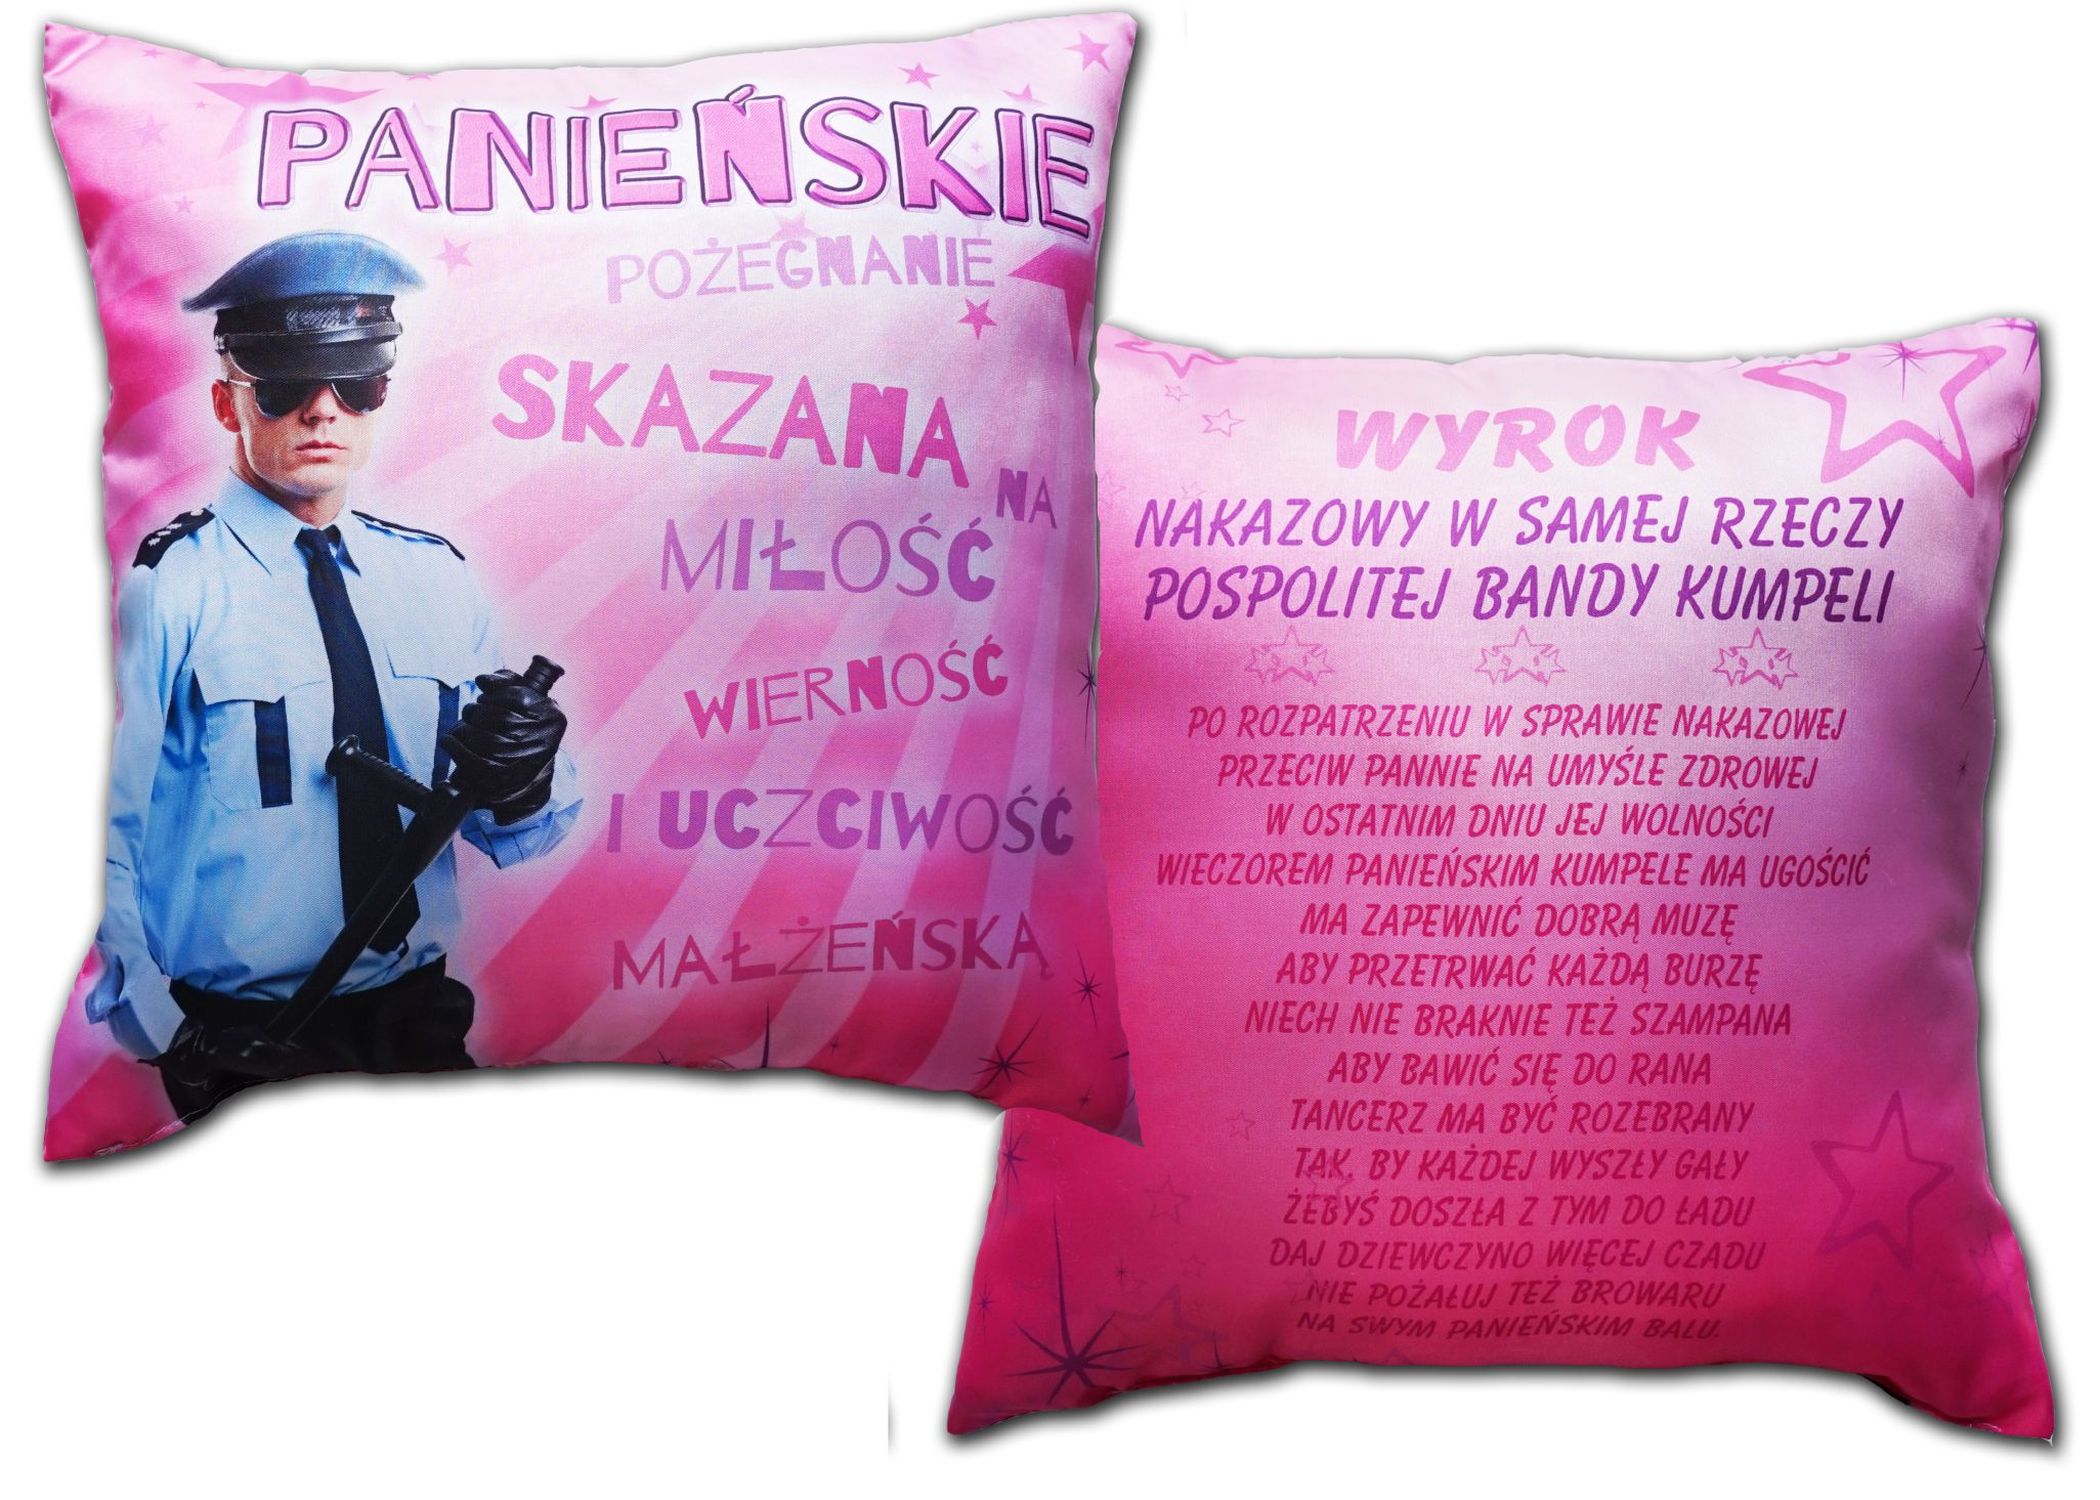 PANIEŃSKIE
POŻEGNANIE
SKAZANA
NA
MIŁOŚĆ
WIERNOŚĆ
I UCZCIWOŚĆ
MAŁŻEŃSKĄ
WYROK
NAKAZOWY W SAMEJ RZECZY
POSPOLITEJ BANDY KUMPELI
PO ROZPATRZENIU W SPRAWIE NAKAZOWEJ
PRZECIW PANNIE NA UMYŚLE ZDROWEJ
W OSTATNIM DNIU JEJ WOLNOŚCI
WIECZOREM PANIEŃSKIM KUMPELE MA UGOŚCIĆ
MA ZAPEWNIĆ DOBRĄ MUZĘ
ABY PRZETRWAĆ KAŻDĄ BURZĘ
NIECH NIE BRAKNIE TEŻ SZAMPANA
ABY BAWIĆ SIĘ DO RANA
TANCERZ MA BYĆ ROZEBRANY
TAK. BY KAŻDEJ WYSZŁY GAŁY
ŻEBYŚ DOSZŁA Z TYM DO ŁADU
DAJ DZIEWCZYNO WIĘCEJ CZADU
NIE POŻAŁUJ TEŻ BROWARU
NA SWYM PANIEŃSKIM BALU.